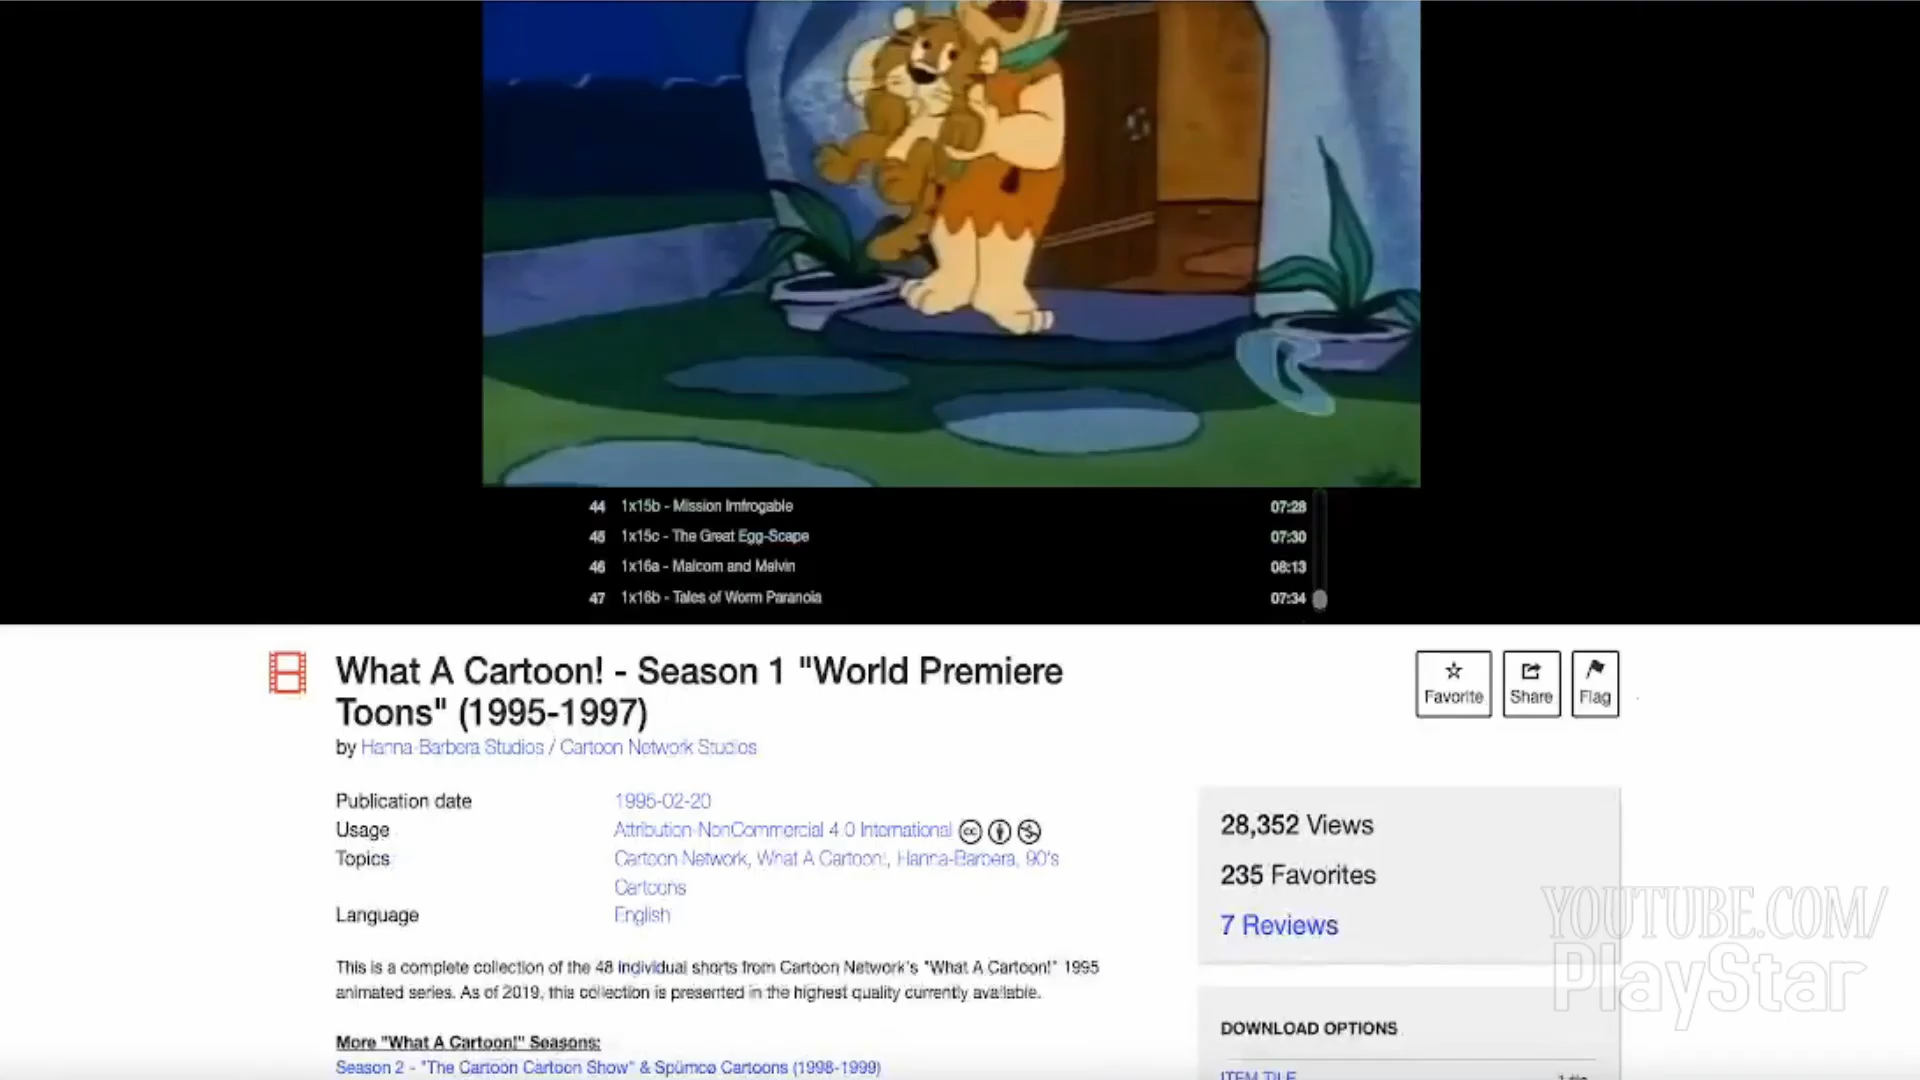 44 1x15b - Mission Imfrogable 07:28
45 1x15c - The Great Egg-Scape 07:30
46 1x16a - Malcom and Melvin 08:13
47 1x16b - Tales of Worm Paranoia 07:34
What A Cartoon! - Season 1 "World Premiere
Toons" (1995-1997)
by Hanna-Barbera Studios / Cartoon Network Studios
Favorite Share Flag
Publication date 1995-02-20
Usage Attribution-NonCommercial 4.0 International
Topics Cartoon Network, What A Cartoon!, Hanna-Barbera, 90's
Cartoons
Language English
This is a complete collection of the 48 individual shorts from Cartoon Network's "What A Cartoon!" 1995
animated series. As of 2019, this collection is presented in the highest quality currently available.
More "What A Cartoon!" Seasons:
Season 2 - "The Cartoon Cartoon Show" & Spümcø Cartoons (1998-1999)
28,352 Views
235 Favorites
7 Reviews
DOWNLOAD OPTIONS
ITEM TILE
YOUTUBE.COM/
PlayStar